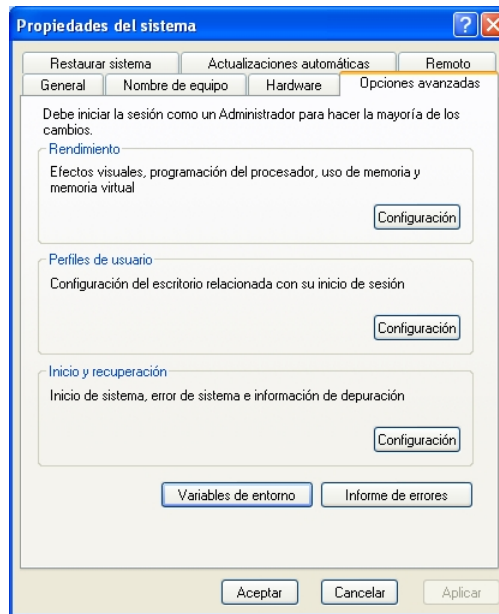 Propiedades del sistema
Restaurar sistema
Actualizaciones automáticas
Remoto
General
Nombre de equipo
Hardware
Opciones avanzadas
Debe iniciar la sesión como un Administrador para hacer la mayoría de los
cambios.
Rendimiento
Efectos visuales, programación del procesador, uso de memoria y
memoria virtual
Configuración
Perfiles de usuario
Configuración del escritorio relacionada con su inicio de sesión
Configuración
Inicio y recuperación
Inicio de sistema, error de sistema e información de depuración
Configuración
Variables de entorno
Informe de errores
Aceptar
Cancelar
Aplicar